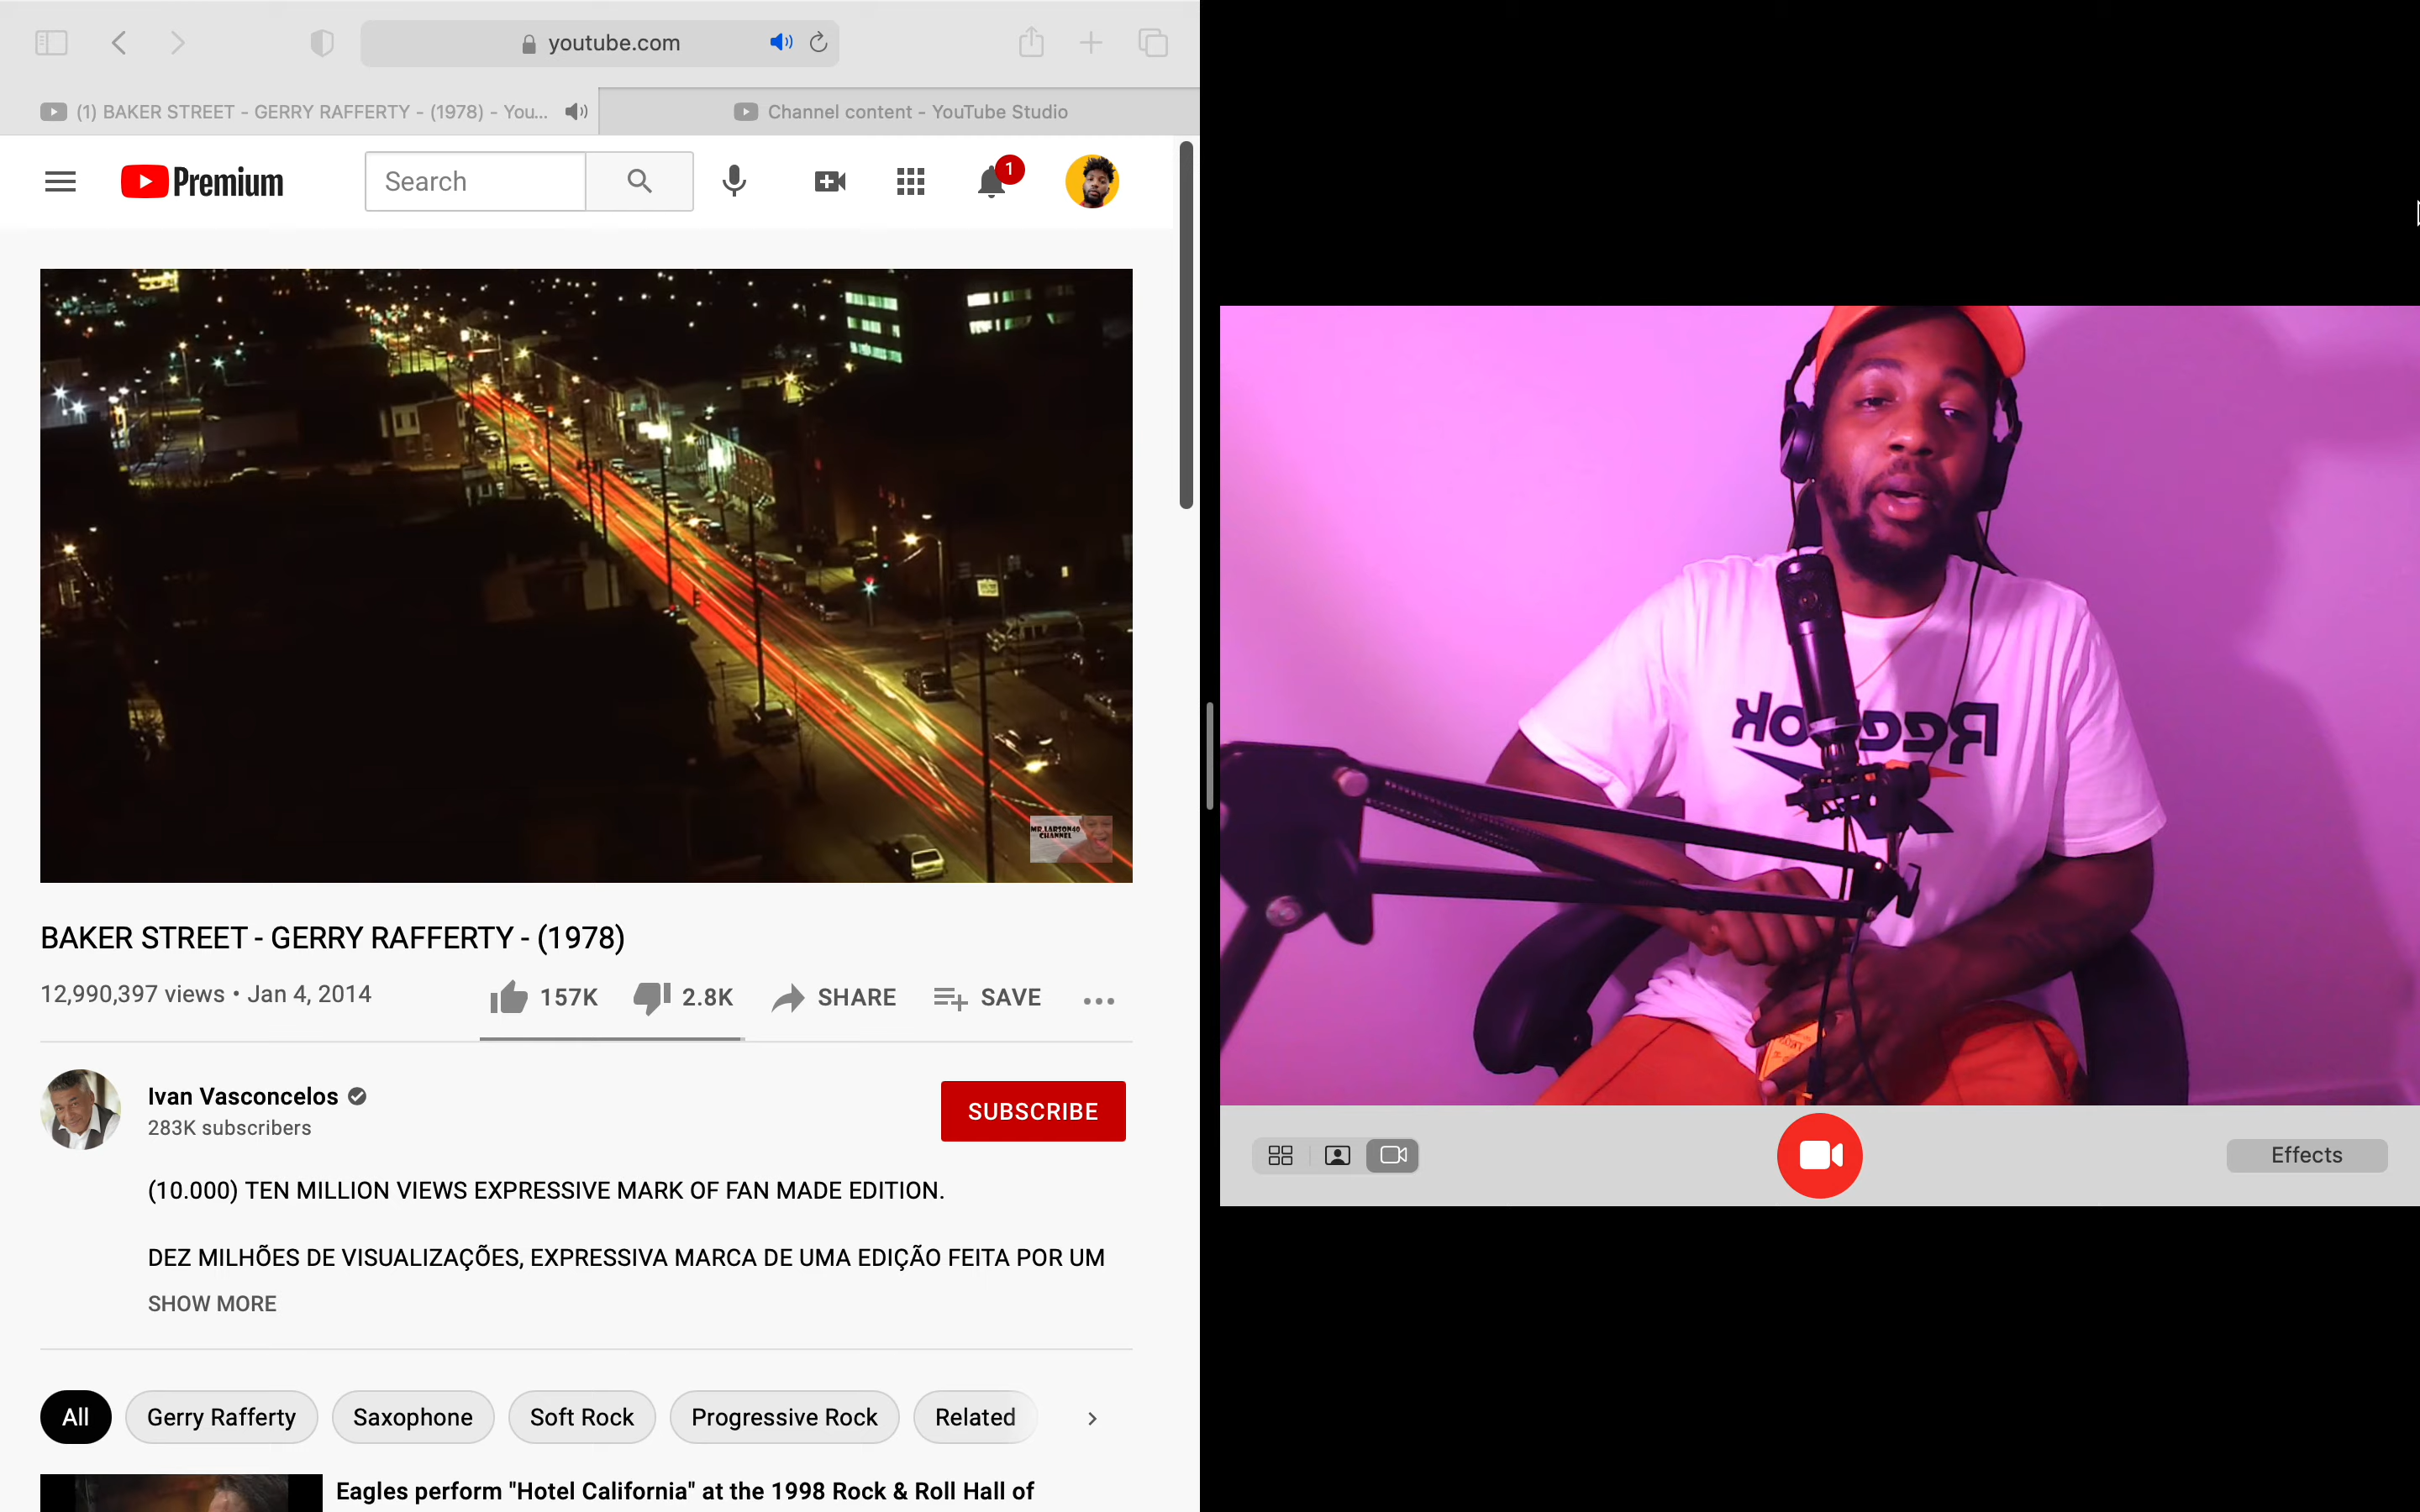 youtube.com
(1) BAKER STREET - GERRY RAFFERTY - (1978) - You...
Channel content - YouTube Studio
Premium
Search
1
MR.LARSON40
CHANNEL
BAKER STREET - GERRY RAFFERTY - (1978)
12,990,397 views • Jan 4, 2014
157K
2.8K
SHARE
SAVE
Ivan Vasconcelos
283K subscribers
SUBSCRIBE
(10.000) TEN MILLION VIEWS EXPRESSIVE MARK OF FAN MADE EDITION.
DEZ MILHÕES DE VISUALIZAÇÕES, EXPRESSIVA MARCA DE UMA EDIÇÃO FEITA POR UM
SHOW MORE
All
Gerry Rafferty
Saxophone
Soft Rock
Progressive Rock
Related
Eagles perform "Hotel California" at the 1998 Rock & Roll Hall of
Reebok
Effects